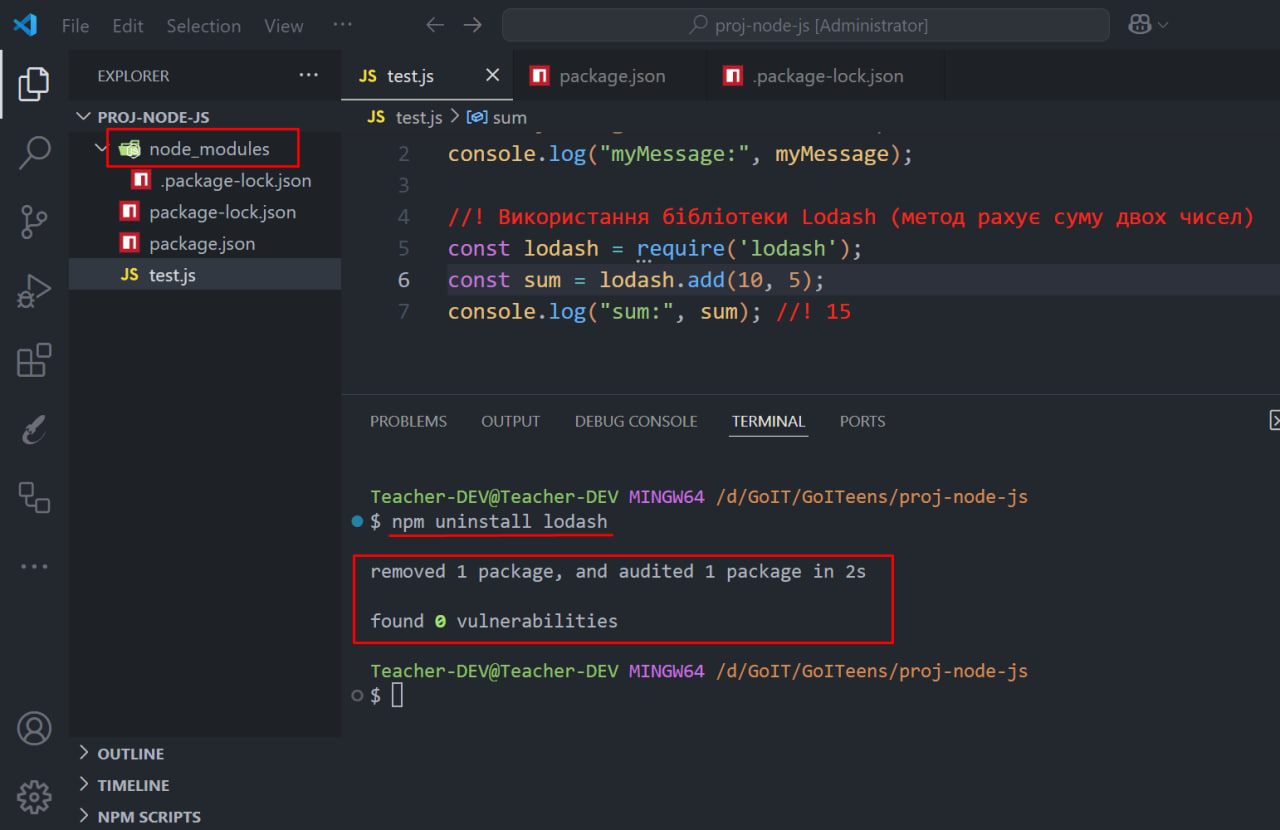 File Edit Selection View ··· proj-node-js [Administrator]
EXPLORER ···
PROJ-NODE-JS
node_modules
.package-lock.json
package-lock.json
package.json
JS test.js
OUTLINE
TIMELINE
NPM SCRIPTS
JS test.js package.json .package-lock.json
JS test.js > sum
2 console.log("myMessage:", myMessage);
3
4 //! Використання бібліотеки Lodash (метод рахує суму двох чисел)
5 const lodash = require('lodash');
6 const sum = lodash.add(10, 5);
7 console.log("sum:", sum); //! 15
PROBLEMS OUTPUT DEBUG CONSOLE TERMINAL PORTS
Teacher-DEV@Teacher-DEV MINGW64 /d/GoIT/GoITeens/proj-node-js
$ npm uninstall lodash
removed 1 package, and audited 1 package in 2s
found 0 vulnerabilities
Teacher-DEV@Teacher-DEV MINGW64 /d/GoIT/GoITeens/proj-node-js
$